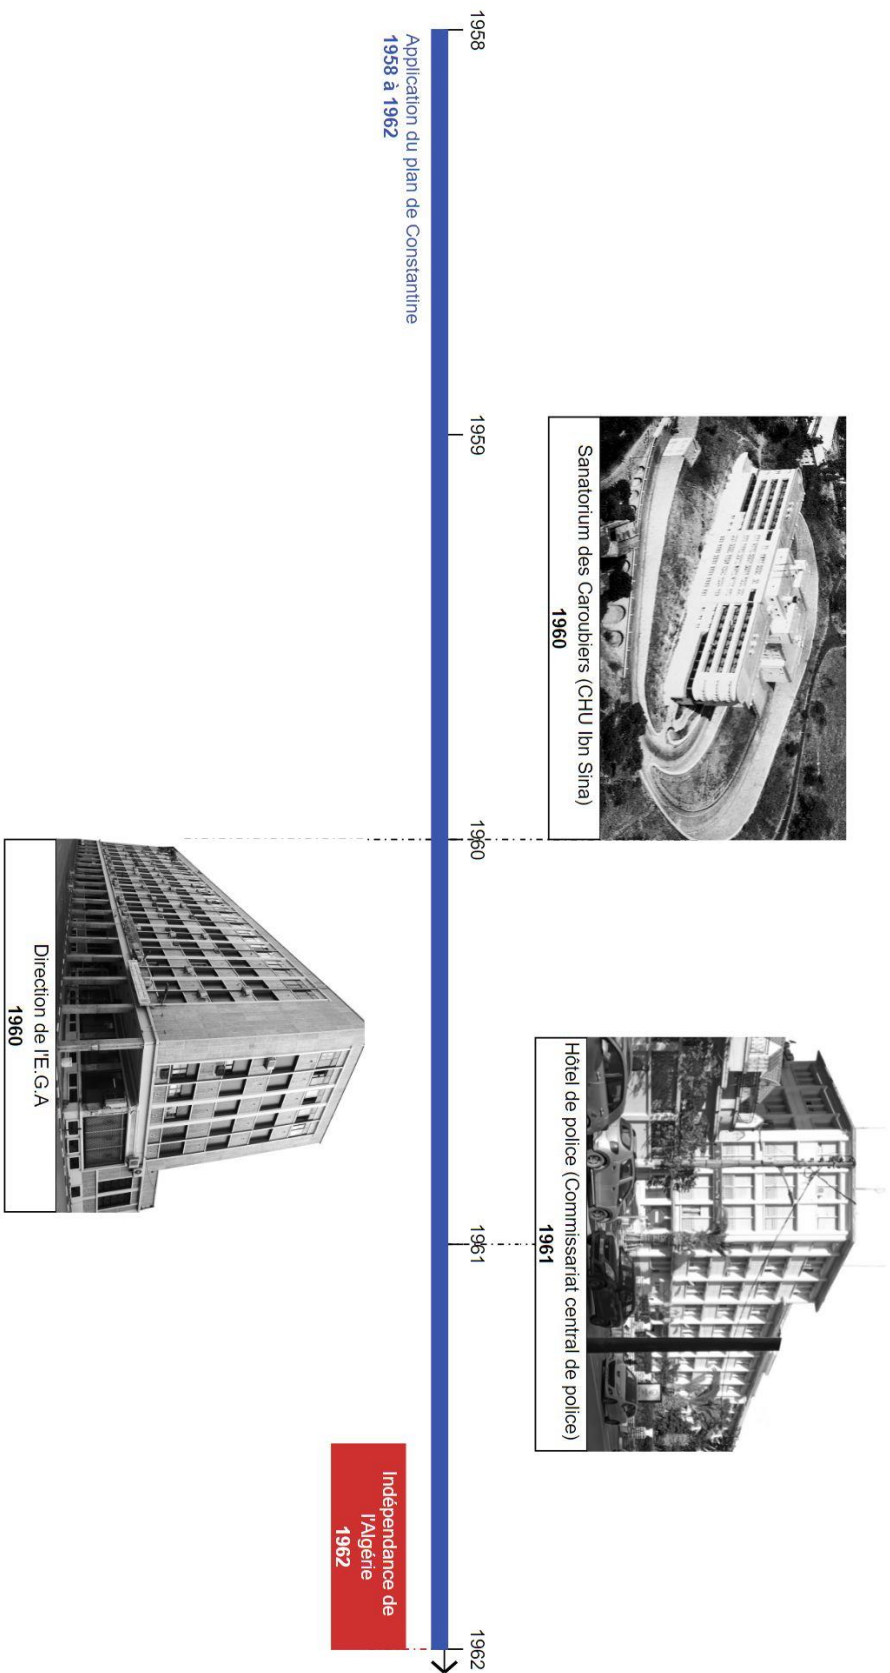 Sanatorium des Caroubiers (CHU Ibn Sina)
1960
Hôtel de police (Commissariat central de police)
1961
1958
1959
1960
1961
1962
Application du plan de Constantine
1958 à 1962
Indépendance de
l'Algérie
1962
Direction de l'E.G.A
1960